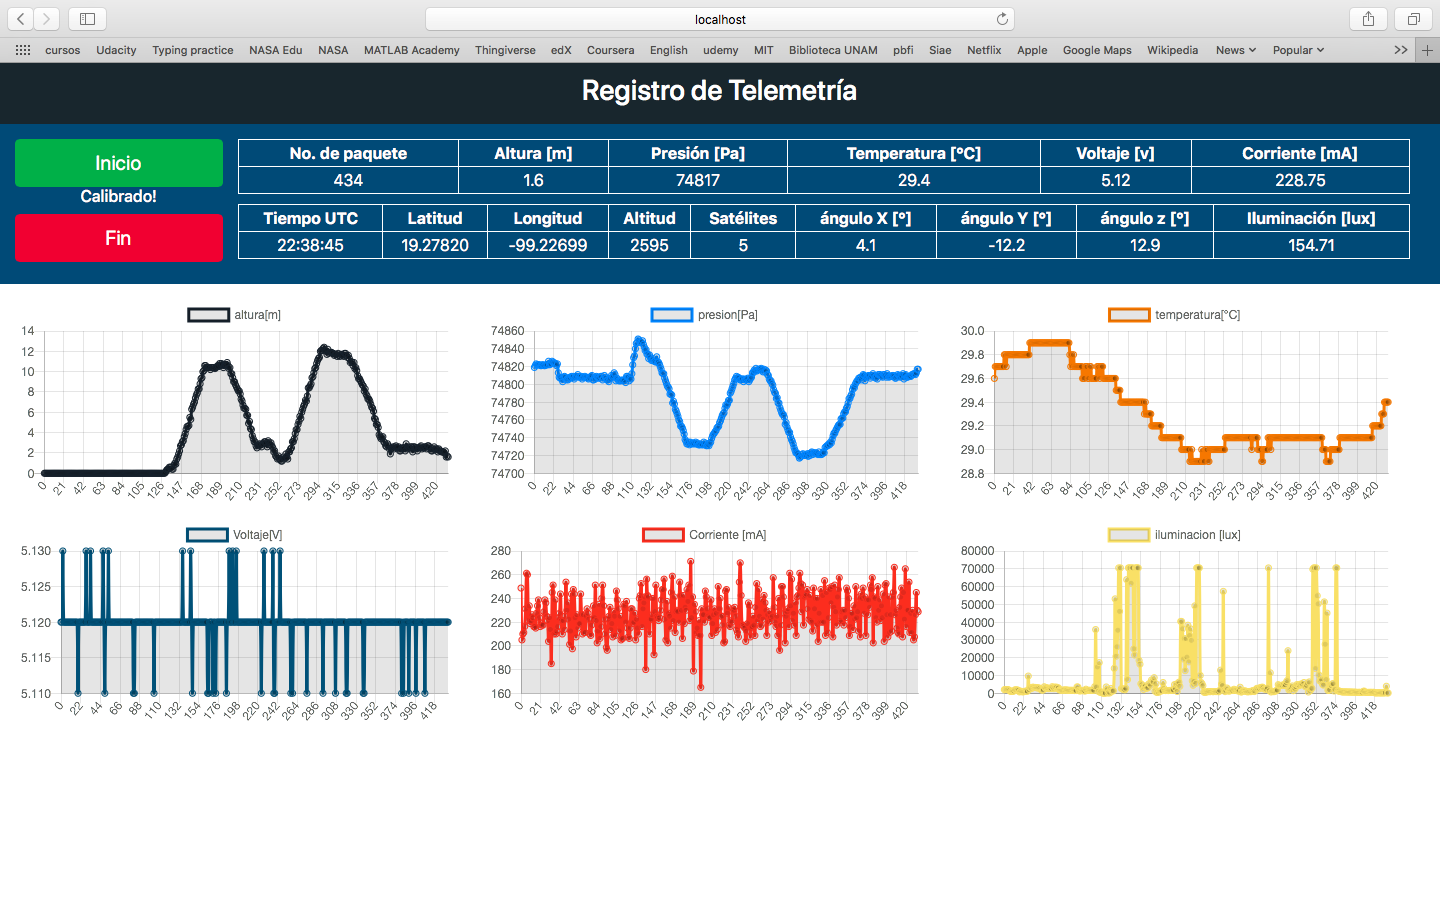 localhost
cursos Udacity Typing practice NASA Edu NASA MATLAB Academy Thingiverse edX Coursera English udemy MIT Biblioteca UNAM pbfi Siae Netflix Apple Google Maps Wikipedia News Popular
Registro de Telemetría
Inicio
Calibrado!
Fin
No. de paquete Altura [m] Presión [Pa] Temperatura [°C] Voltaje [v] Corriente [mA]
434 1.6 74817 29.4 5.12 228.75
Tiempo UTC Latitud Longitud Altitud Satélites ángulo X [°] ángulo Y [°] ángulo z [°] Iluminación [lux]
22:38:45 19.27820 -99.22699 2595 5 4.1 -12.2 12.9 154.71
altura[m]
14
12
10
8
6
4
2
0
0 21 42 63 84 105 126 147 168 189 210 231 252 273 294 315 336 357 378 399 420
presion[Pa]
74860
74840
74820
74800
74780
74760
74740
74720
74700
0 22 44 66 88 110 132 154 176 198 220 242 264 286 308 330 352 374 396 418
temperatura[°C]
30.0
29.8
29.6
29.4
29.2
29.0
28.8
0 21 42 63 84 105 126 147 168 189 210 231 252 273 294 315 336 357 378 399 420
Voltaje[V]
5.130
5.125
5.120
5.115
5.110
0 22 44 66 88 110 132 154 176 198 220 242 264 286 308 330 352 374 396 418
Corriente [mA]
280
260
240
220
200
180
160
0 21 42 63 84 105 126 147 168 189 210 231 252 273 294 315 336 357 378 399 420
iluminacion [lux]
80000
70000
60000
50000
40000
30000
20000
10000
0
0 22 44 66 88 110 132 154 176 198 220 242 264 286 308 330 352 374 396 418